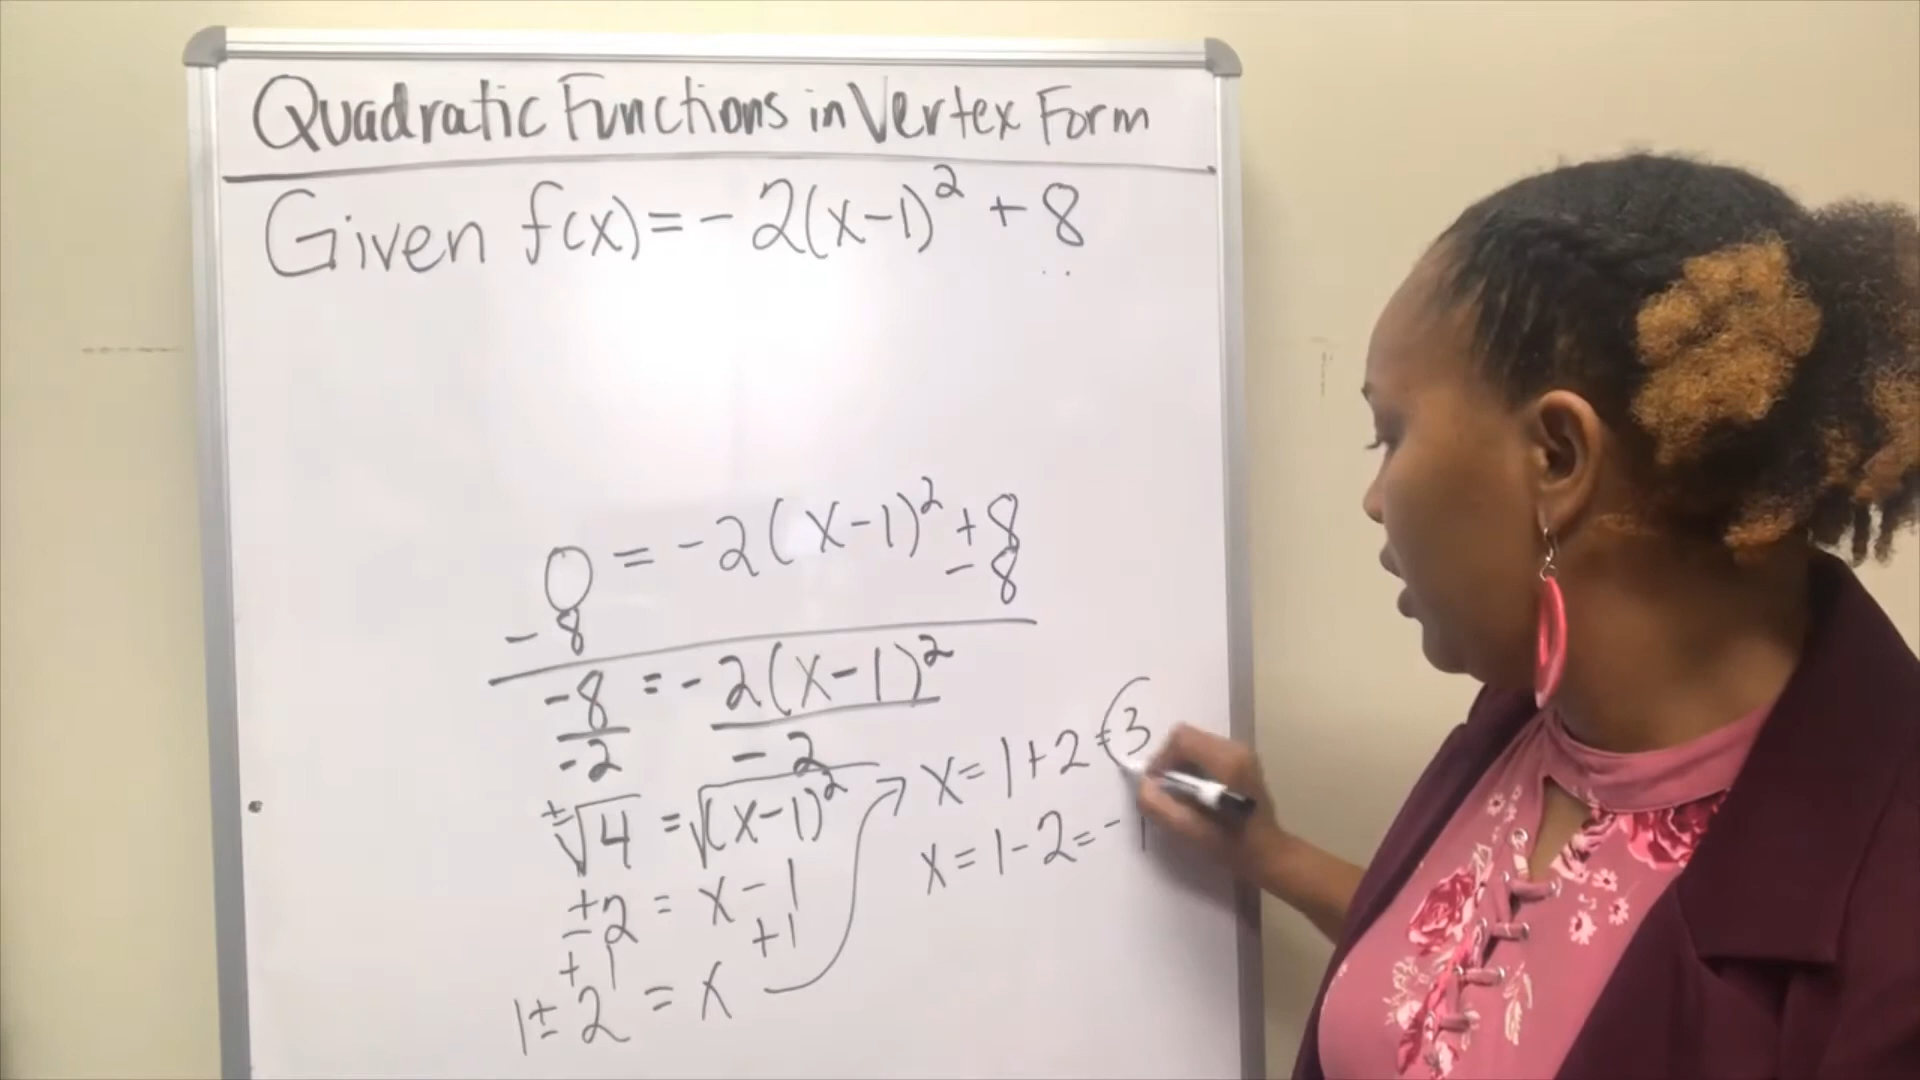 Quadratic Functions in Vertex Form
Given f(x) = -2(x-1)² + 8
0 = -2(x-1)² + 8
-8 -8
-8 = -2(x-1)²
-2 -2
±√4 = √(x-1)²
±2 = x-1
+1 +1
1±2 = x
x = 1+2 = 3
x = 1-2 = -1